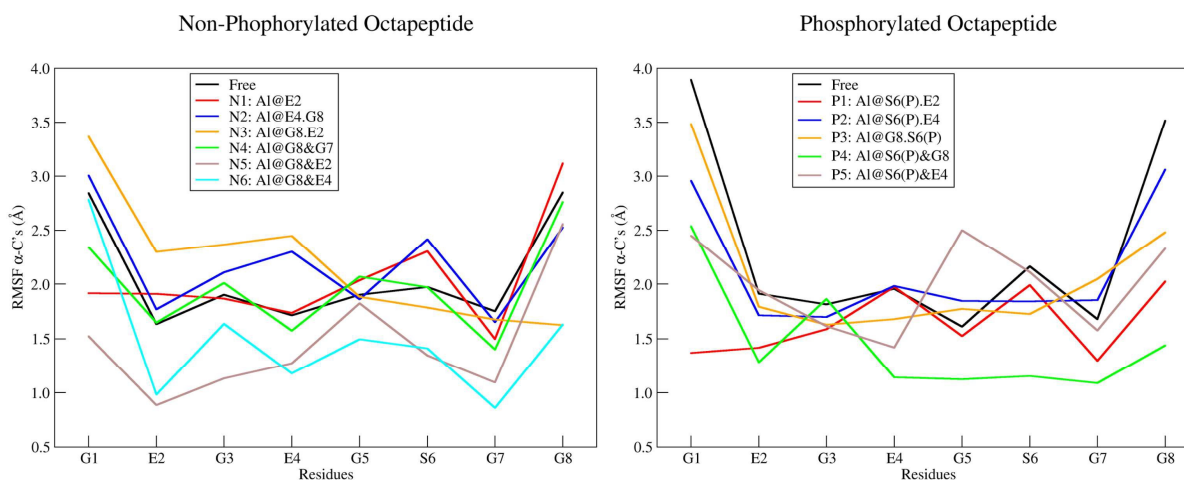 Non-Phophorylated Octapeptide
4.0
3.5
3.0
2.5
2.0
1.5
1.0
0.5
RMSF α-C's (Å)
Free
N1: Al@E2
N2: Al@E4.G8
N3: Al@G8.E2
N4: Al@G8&G7
N5: Al@G8&E2
N6: Al@G8&E4
G1 E2 G3 E4 G5 S6 G7 G8
Residues
Phosphorylated Octapeptide
4.0
3.5
3.0
2.5
2.0
1.5
1.0
0.5
RMSF α-C's (Å)
Free
P1: Al@S6(P).E2
P2: Al@S6(P).E4
P3: Al@G8.S6(P)
P4: Al@S6(P)&G8
P5: Al@S6(P)&E4
G1 E2 G3 E4 G5 S6 G7 G8
Residues